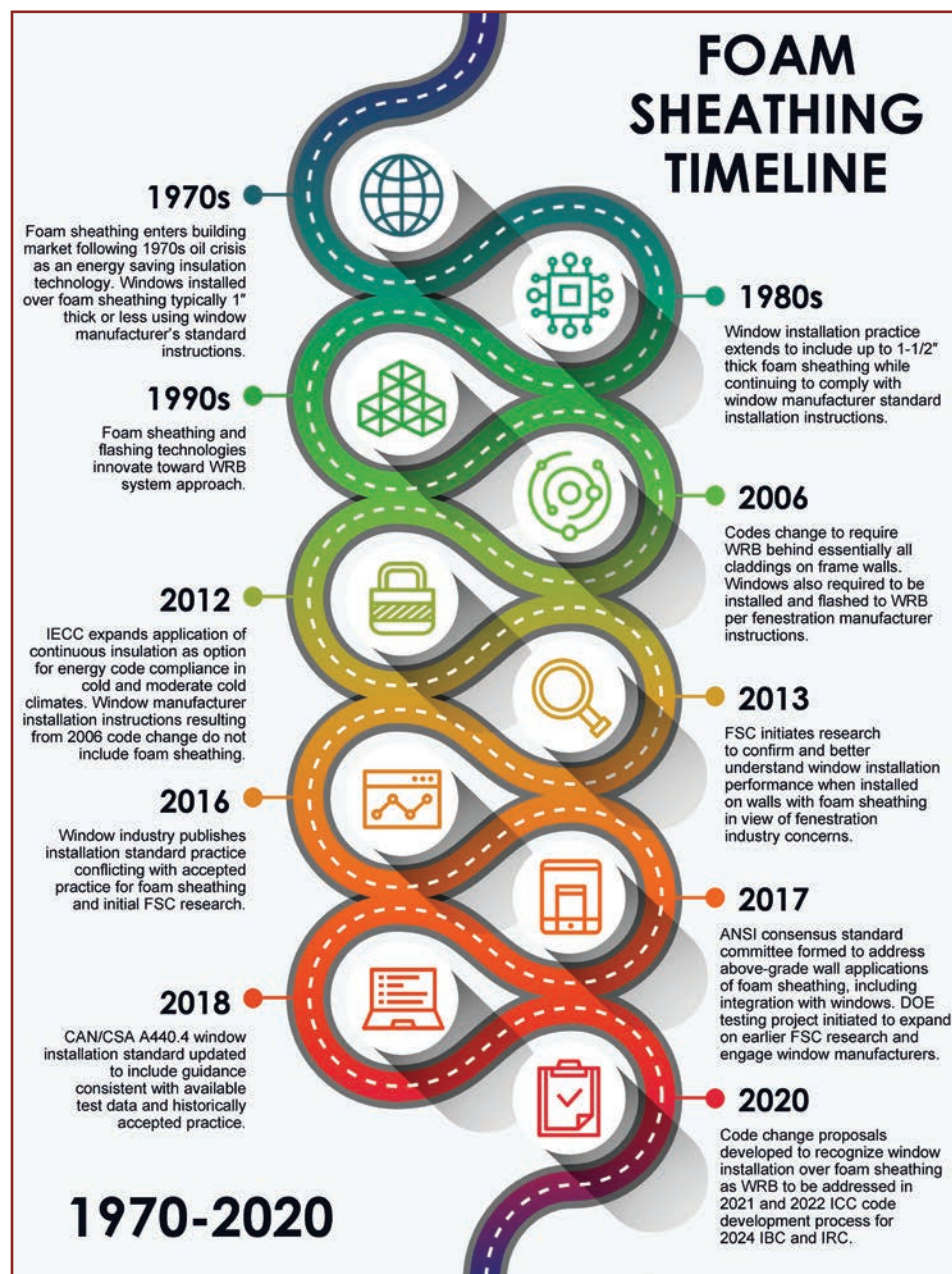 FOAM
SHEATHING
TIMELINE
1970s
Foam sheathing enters building
market following 1970s oil crisis
as an energy saving insulation
technology. Windows installed
over foam sheathing typically 1"
thick or less using window
manufacturer's standard
instructions.
1980s
Window installation practice
extends to include up to 1-1/2"
thick foam sheathing while
continuing to comply with
window manufacturer standard
installation instructions.
1990s
Foam sheathing and
flashing technologies
innovate toward WRB
system approach.
2006
Codes change to require
WRB behind essentially all
claddings on frame walls.
Windows also required to be
installed and flashed to WRB
per fenestration manufacturer
instructions.
2012
IECC expands application of
continuous insulation as option
for energy code compliance in
cold and moderate cold
climates. Window manufacturer
installation instructions resulting
from 2006 code change do not
include foam sheathing.
2013
FSC initiates research
to confirm and better
understand window installation
performance when installed
on walls with foam sheathing
in view of fenestration
industry concerns.
2016
Window industry publishes
installation standard practice
conflicting with accepted
practice for foam sheathing
and initial FSC research.
2017
ANSI consensus standard
committee formed to address
above-grade wall applications
of foam sheathing, including
integration with windows. DOE
testing project initiated to expand
on earlier FSC research and
engage window manufacturers.
2018
CAN/CSA A440.4 window
installation standard updated
to include guidance
consistent with available
test data and historically
accepted practice.
2020
Code change proposals
developed to recognize window
installation over foam sheathing
as WRB to be addressed in
2021 and 2022 ICC code
development process for
2024 IBC and IRC.
1970-2020